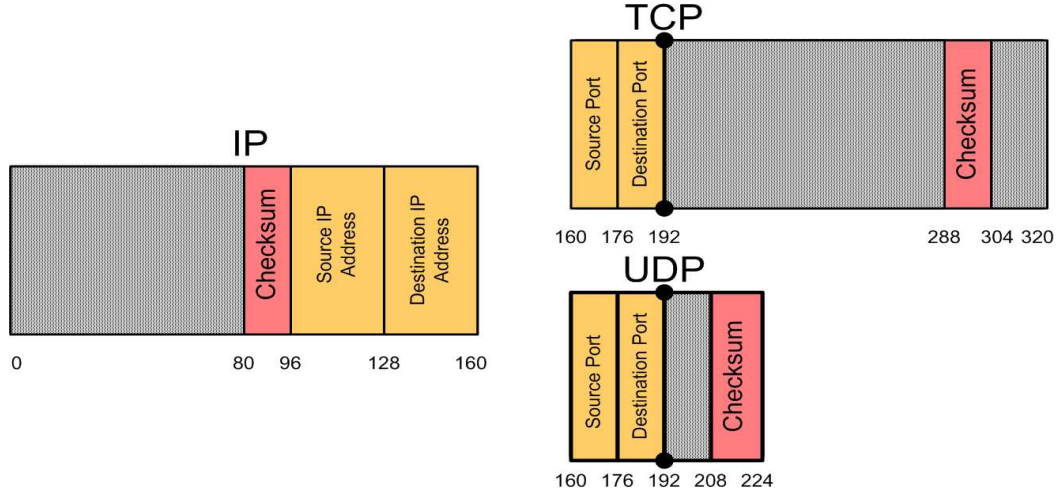 IP
Checksum
Source IP
Address
Destination IP
Address
0 80 96 128 160
TCP
Source Port
Destination Port
Checksum
160 176 192 288 304 320
UDP
Source Port
Destination Port
Checksum
160 176 192 208 224